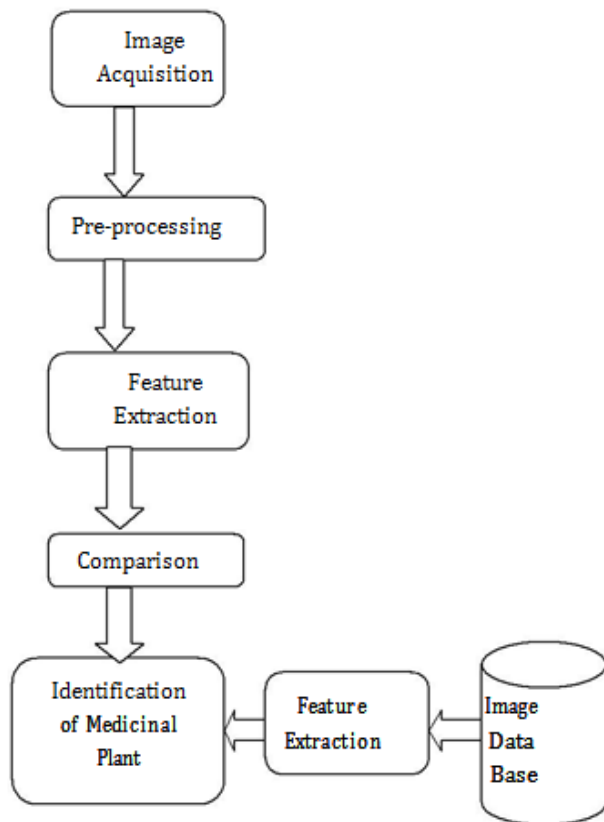 Image
Acquisition
Pre-processing
Feature
Extraction
Comparison
Identification
of Medicinal
Plant
Feature
Extraction
Image
Data
Base